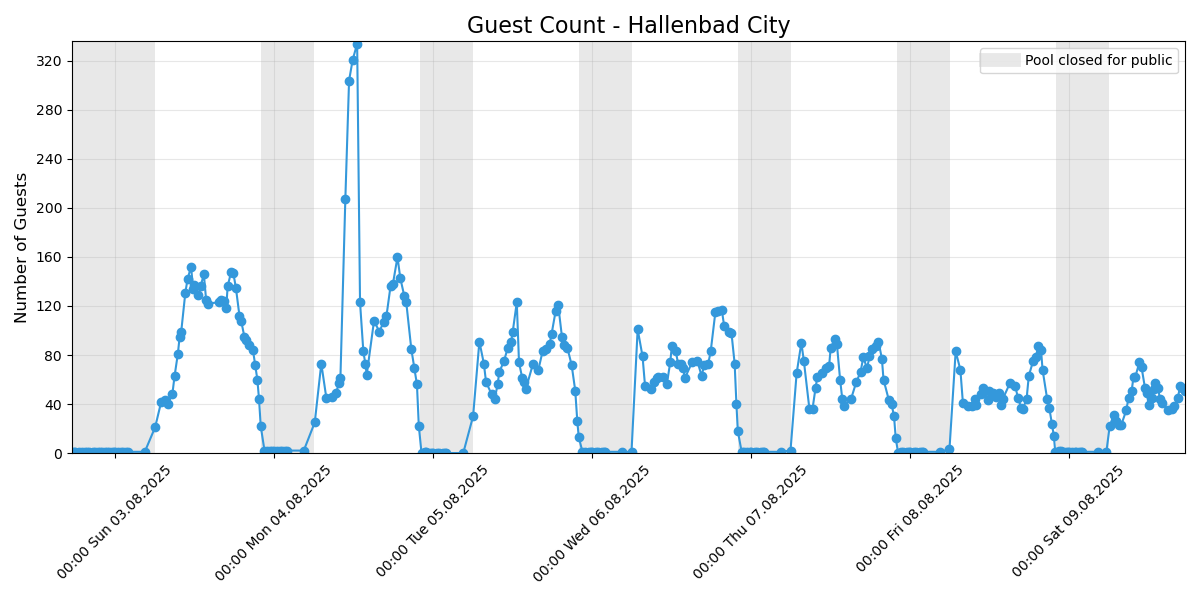 Guest Count - Hallenbad City
Pool closed for public
Number of Guests
320
280
240
200
160
120
80
40
0
00:00 Sun 03.08.2025
00:00 Mon 04.08.2025
00:00 Tue 05.08.2025
00:00 Wed 06.08.2025
00:00 Thu 07.08.2025
00:00 Fri 08.08.2025
00:00 Sat 09.08.2025